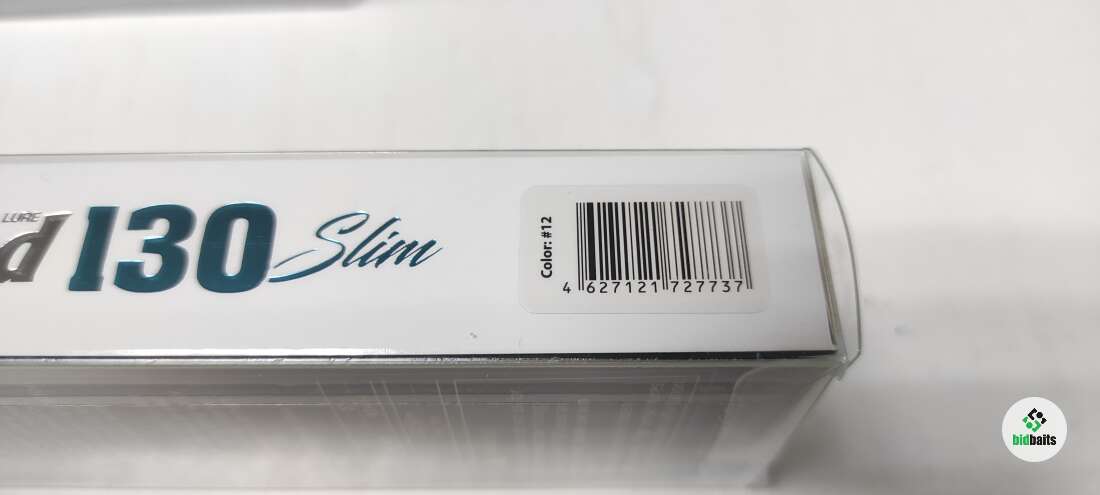 LURE
d 130 Slim
Color: #12
4 627121 727737
bidbaits